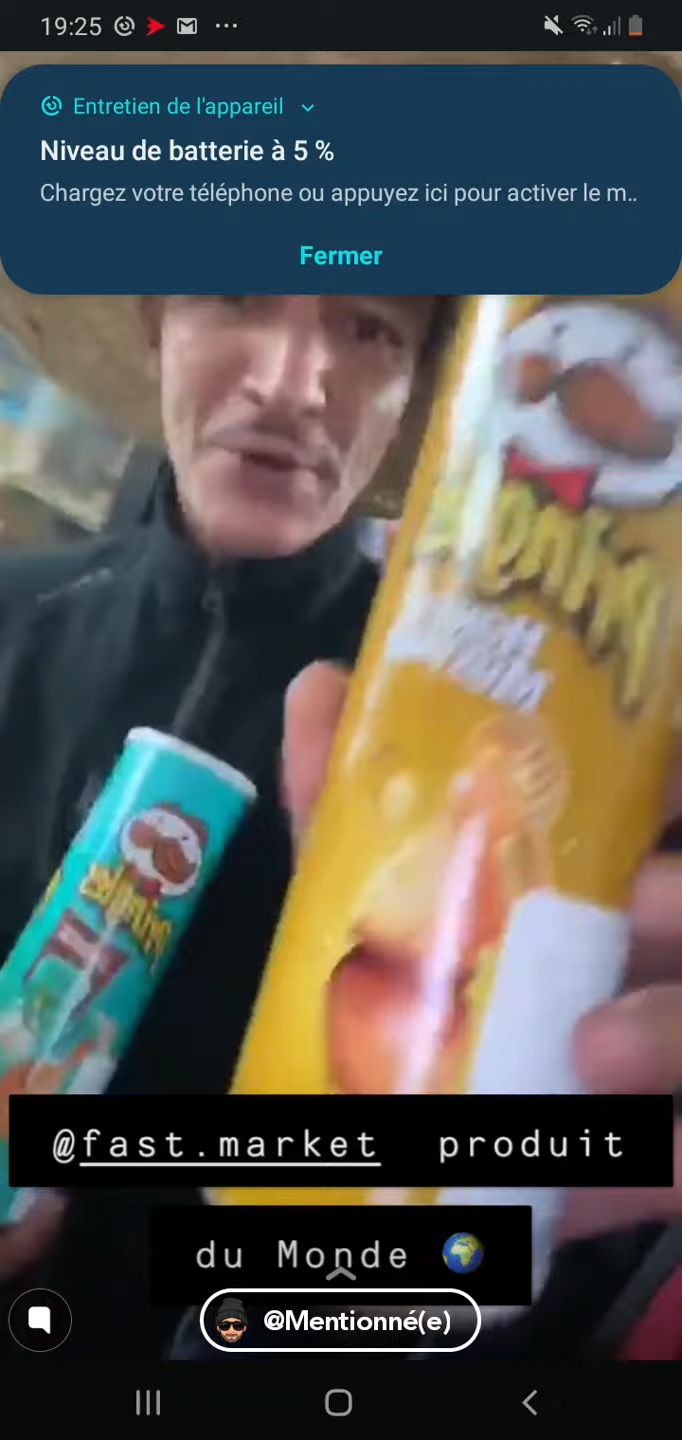 19:25
Entretien de l'appareil
Niveau de batterie à 5 %
Chargez votre téléphone ou appuyez ici pour activer le m..
Fermer
@fast.market produit
du Monde
@Mentionné(e)